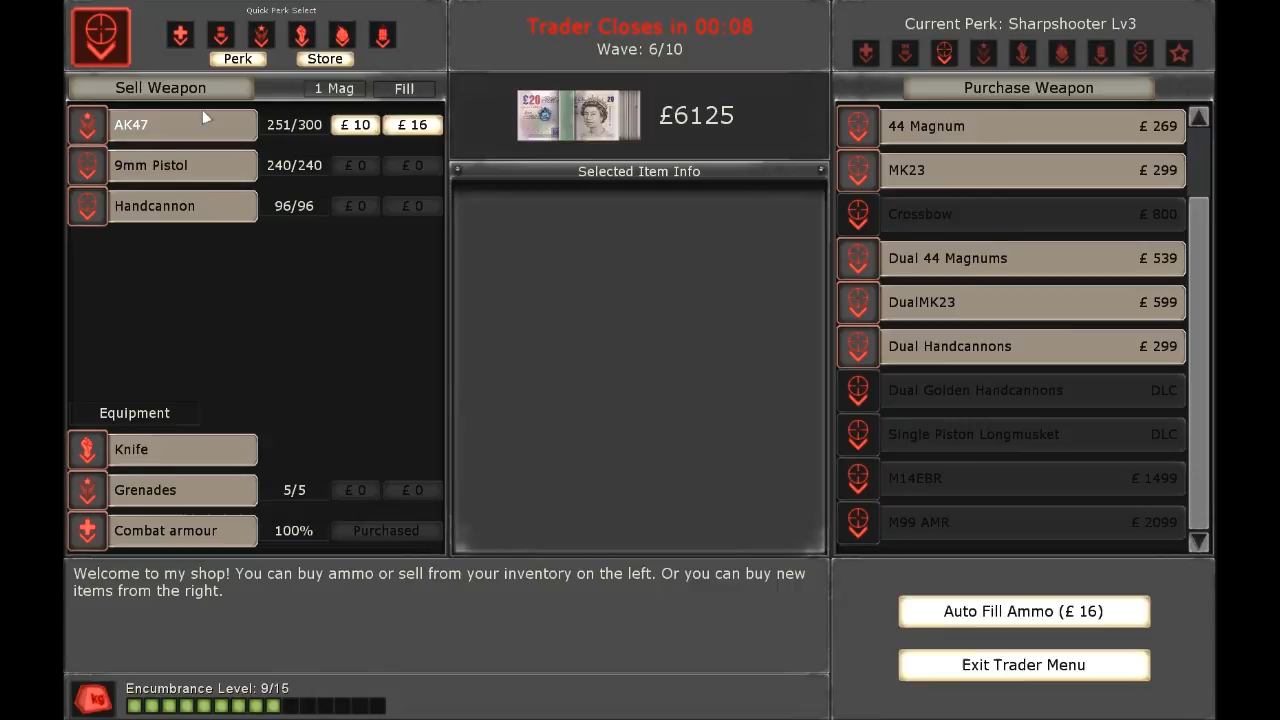 Quick Perk Select
Perk
Store
Trader Closes in 00:08
Wave: 6/10
Current Perk: Sharpshooter Lv3
Sell Weapon
1 Mag
Fill
AK47
251/300
£ 10
£ 16
9mm Pistol
240/240
£ 0
£ 0
Handcannon
96/96
£ 0
£ 0
Equipment
Knife
Grenades
5/5
£ 0
£ 0
Combat armour
100%
Purchased
£20
20
£6125
Selected Item Info
Purchase Weapon
44 Magnum
£ 269
MK23
£ 299
Crossbow
£ 800
Dual 44 Magnums
£ 539
DualMK23
£ 599
Dual Handcannons
£ 299
Dual Golden Handcannons
DLC
Single Piston Longmusket
DLC
M14EBR
£ 1499
M99 AMR
£ 2099
Welcome to my shop! You can buy ammo or sell from your inventory on the left. Or you can buy new
items from the right.
Auto Fill Ammo (£ 16)
Exit Trader Menu
kg
Encumbrance Level: 9/15